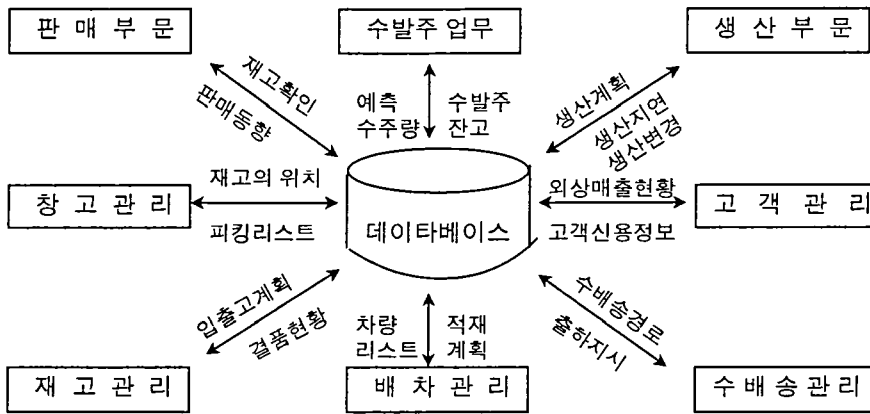 판 매 부 문
수발주 업무
생 산 부 문
재고확인
판매동향
예측
수주량
수발주
잔고
생산계획
생산지연
생산변경
창 고 관 리
재고의 위치
피킹리스트
데이타베이스
외상매출현황
고객신용정보
고 객 관 리
입출고계획
결품현황
차량
리스트
적재
계획
수배송경로
출하지시
재 고 관 리
배 차 관 리
수 배 송 관 리